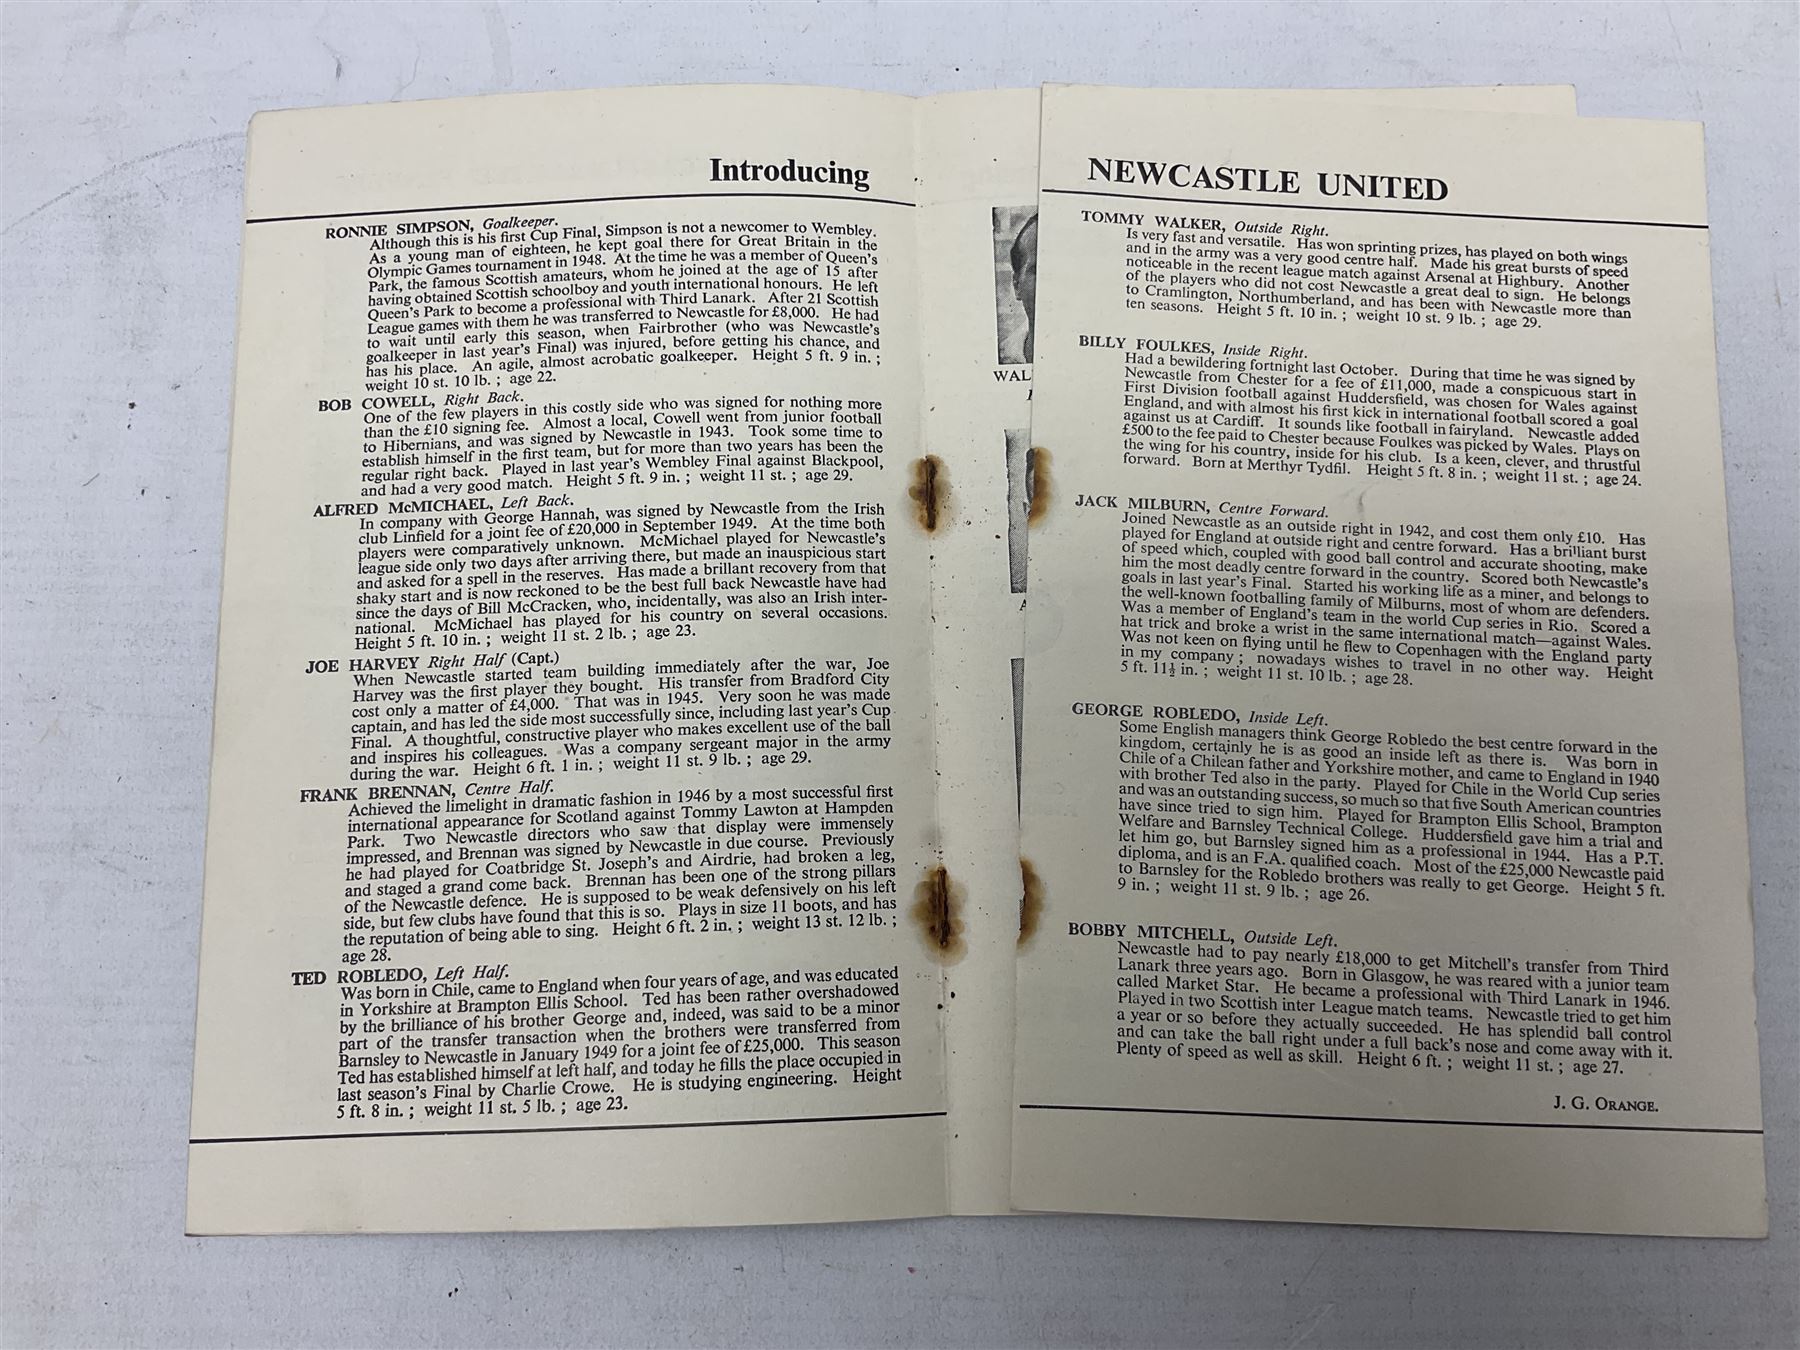 Introducing
RONNIE SIMPSON, Goalkeeper.
Although this is his first Cup Final, Simpson is not a newcomer to Wembley.
As a young man of eighteen, he kept goal there for Great Britain in the
Olympic Games tournament in 1948. At the time he was a member of Queen's
Park, the famous Scottish amateurs, whom he joined at the age of 15 after
having obtained Scottish schoolboy and youth international honours. He left
Queen's Park to become a professional with Third Lanark. After 21 Scottish
League games with them he was transferred to Newcastle for £8,000. He had
to wait until early this season, when Fairbrother (who was Newcastle's
goalkeeper in last year's Final) was injured, before getting his chance, and
has his place. An agile, almost acrobatic goalkeeper. Height 5 ft. 9 in. ;
weight 10 st. 10 lb. ; age 22.
BOB COWELL, Right Back.
One of the few players in this costly side who was signed for nothing more
than the £10 signing fee. Almost a local, Cowell went from junior football
to Hibernians, and was signed by Newcastle in 1943. Took some time to
establish himself in the first team, but for more than two years has been the
regular right back. Played in last year's Wembley Final against Blackpool,
and had a very good match. Height 5 ft. 9 in. ; weight 11 st. ; age 29.
ALFRED McMICHAEL, Left Back.
In company with George Hannah, was signed by Newcastle from the Irish
club Linfield for a joint fee of £20,000 in September 1949. At the time both
players were comparatively unknown. McMichael played for Newcastle's
league side only two days after arriving there, but made an inauspicious start
and asked for a spell in the reserves. Has made a brillant recovery from that
shaky start and is now reckoned to be the best full back Newcastle have had
since the days of Bill McCracken, who, incidentally, was also an Irish inter-
national. McMichael has played for his country on several occasions.
Height 5 ft. 10 in. ; weight 11 st. 2 lb. ; age 23.
JOE HARVEY Right Half (Capt.)
When Newcastle started team building immediately after the war, Joe
Harvey was the first player they bought. His transfer from Bradford City
cost only a matter of £4,000. That was in 1945. Very soon he was made
captain, and has led the side most successfully since, including last year's Cup
Final. A thoughtful, constructive player who makes excellent use of the ball
and inspires his colleagues. Was a company sergeant major in the army
during the war. Height 6 ft. 1 in. ; weight 11 st. 9 lb. ; age 29.
FRANK BRENNAN, Centre Half.
Achieved the limelight in dramatic fashion in 1946 by a most successful first
international appearance for Scotland against Tommy Lawton at Hampden
Park. Two Newcastle directors who saw that display were immensely
impressed, and Brennan was signed by Newcastle in due course. Previously
he had played for Coatbridge St. Joseph's and Airdrie, had broken a leg,
and staged a grand come back. Brennan has been one of the strong pillars
of the Newcastle defence. He is supposed to be weak defensively on his left
side, but few clubs have found that this is so. Plays in size 11 boots, and has
the reputation of being able to sing. Height 6 ft. 2 in. ; weight 13 st. 12 lb. ;
age 28.
TED ROBLEDO, Left Half.
Was born in Chile, came to England when four years of age, and was educated
in Yorkshire at Brampton Ellis School. Ted has been rather overshadowed
by the brilliance of his brother George and, indeed, was said to be a minor
part of the transfer transaction when the brothers were transferred from
Barnsley to Newcastle in January 1949 for a joint fee of £25,000. This season
Ted has established himself at left half, and today he fills the place occupied in
last season's Final by Charlie Crowe. He is studying engineering. Height
5 ft. 8 in. ; weight 11 st. 5 lb. ; age 23.
WAL
NEWCASTLE UNITED
TOMMY WALKER, Outside Right.
Is very fast and versatile. Has won sprinting prizes, has played on both wings
and in the army was a very good centre half. Made his great bursts of speed
noticeable in the recent league match against Arsenal at Highbury. Another
of the players who did not cost Newcastle a great deal to sign. He belongs
to Cramlington, Northumberland, and has been with Newcastle more than
ten seasons. Height 5 ft. 10 in. ; weight 10 st. 9 lb. ; age 29.
BILLY FOULKES, Inside Right.
Had a bewildering fortnight last October. During that time he was signed by
Newcastle from Chester for a fee of £11,000, made a conspicuous start in
First Division football against Huddersfield, was chosen for Wales against
England, and with almost his first kick in international football scored a goal
against us at Cardiff. It sounds like football in fairyland. Newcastle added
£500 to the fee paid to Chester because Foulkes was picked by Wales. Plays on
the wing for his country, inside for his club. Is a keen, clever, and thrustful
forward. Born at Merthyr Tydfil. Height 5 ft. 8 in. ; weight 11 st. ; age 24.
JACK MILBURN, Centre Forward.
Joined Newcastle as an outside right in 1942, and cost them only £10. Has
played for England at outside right and centre forward. Has a brilliant burst
of speed which, coupled with good ball control and accurate shooting, make
him the most deadly centre forward in the country. Scored both Newcastle's
goals in last year's Final. Started his working life as a miner, and belongs to
the well-known footballing family of Milburns, most of whom are defenders.
Was a member of England's team in the world Cup series in Rio. Scored a
hat trick and broke a wrist in the same international match—against Wales.
Was not keen on flying until he flew to Copenhagen with the England party
in my company ; nowadays wishes to travel in no other way. Height
5 ft. 11½ in. ; weight 11 st. 10 lb. ; age 28.
GEORGE ROBLEDO, Inside Left.
Some English managers think George Robledo the best centre forward in the
kingdom, certainly he is as good an inside left as there is. Was born in
Chile of a Chilean father and Yorkshire mother, and came to England in 1940
with brother Ted also in the party. Played for Chile in the World Cup series
and was an outstanding success, so much so that five South American countries
have since tried to sign him. Played for Brampton Ellis School, Brampton
Welfare and Barnsley Technical College. Huddersfield gave him a trial and
let him go, but Barnsley signed him as a professional in 1944. Has a P.T.
diploma, and is an F.A. qualified coach. Most of the £25,000 Newcastle paid
to Barnsley for the Robledo brothers was really to get George. Height 5 ft.
9 in. ; weight 11 st. 9 lb. ; age 26.
BOBBY MITCHELL, Outside Left.
Newcastle had to pay nearly £18,000 to get Mitchell's transfer from Third
Lanark three years ago. Born in Glasgow, he was reared with a junior team
called Market Star. He became a professional with Third Lanark in 1946.
Played in two Scottish inter League match teams. Newcastle tried to get him
a year or so before they actually succeeded. He has splendid ball control
and can take the ball right under a full back's nose and come away with it.
Plenty of speed as well as skill. Height 6 ft. ; weight 11 st. ; age 27.
J. G. ORANGE.